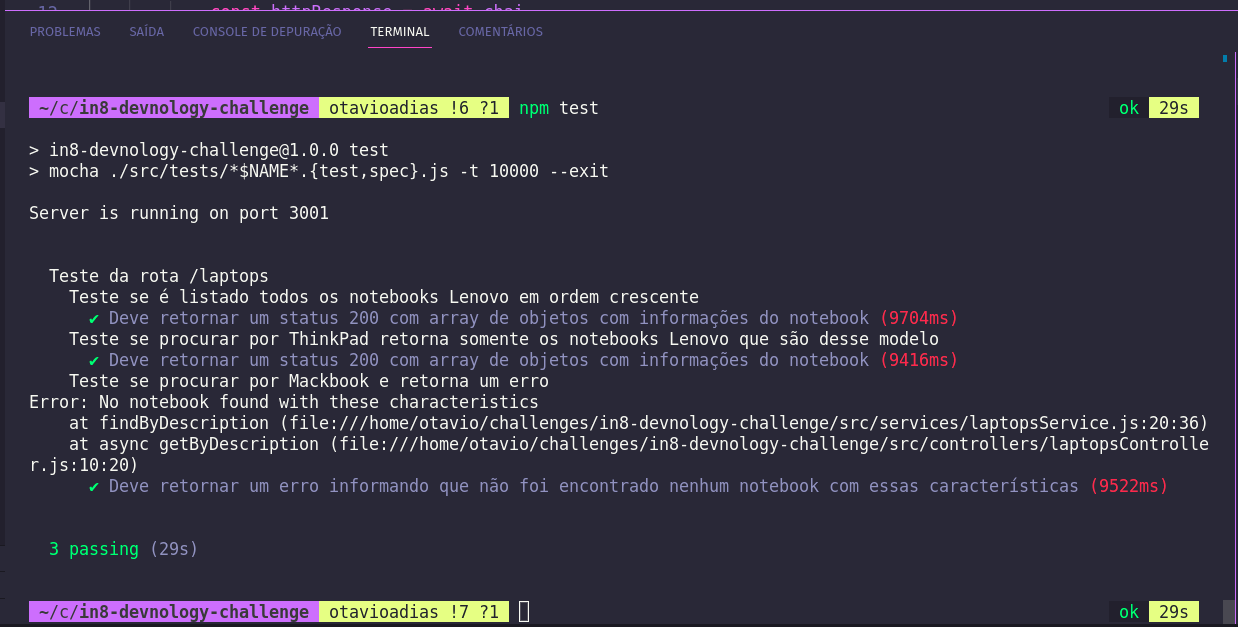 const httpResponse = await chai
PROBLEMAS SAÍDA CONSOLE DE DEPURAÇÃO TERMINAL COMENTÁRIOS
~/c/in8-devnology-challenge otavioadias !6 ?1 npm test ok 29s
> in8-devnology-challenge@1.0.0 test
> mocha ./src/tests/*$NAME*.{test,spec}.js -t 10000 --exit
Server is running on port 3001
Teste da rota /laptops
Teste se é listado todos os notebooks Lenovo em ordem crescente
✔ Deve retornar um status 200 com array de objetos com informações do notebook (9704ms)
Teste se procurar por ThinkPad retorna somente os notebooks Lenovo que são desse modelo
✔ Deve retornar um status 200 com array de objetos com informações do notebook (9416ms)
Teste se procurar por Mackbook e retorna um erro
Error: No notebook found with these characteristics
at findByDescription (file:///home/otavio/challenges/in8-devnology-challenge/src/services/laptopsService.js:20:36)
at async getByDescription (file:///home/otavio/challenges/in8-devnology-challenge/src/controllers/laptopsControlle
r.js:10:20)
✔ Deve retornar um erro informando que não foi encontrado nenhum notebook com essas características (9522ms)
3 passing (29s)
~/c/in8-devnology-challenge otavioadias !7 ?1 ok 29s